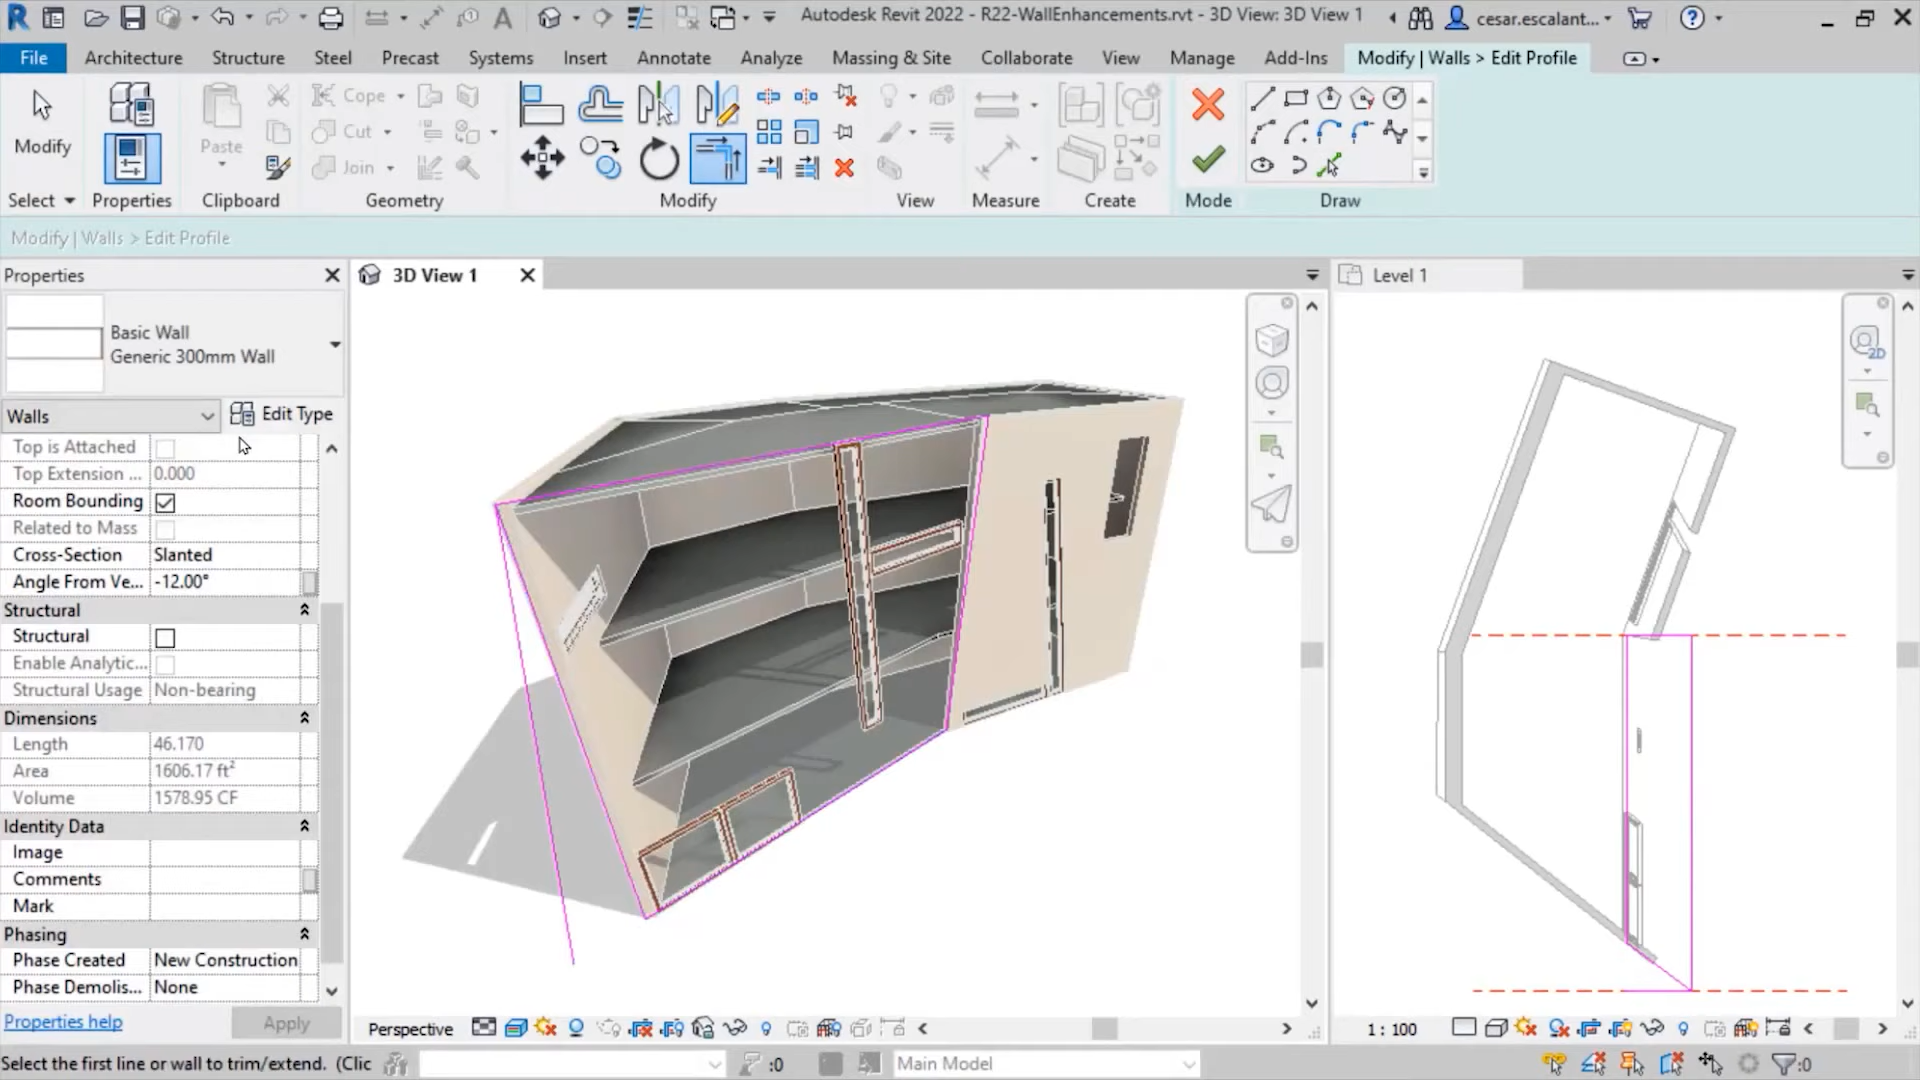 Autodesk Revit 2022 - R22-WallEnhancements.rvt - 3D View: 3D View 1
cesar.escalant...
File Architecture Structure Steel Precast Systems Insert Annotate Analyze Massing & Site Collaborate View Manage Add-Ins Modify | Walls > Edit Profile
Modify
Paste
Cope
Cut
Join
Select Properties Clipboard Geometry Modify View Measure Create Mode Draw
Modify | Walls > Edit Profile
Properties
3D View 1
Level 1
2D
Basic Wall
Generic 300mm Wall
Walls
Edit Type
Top is Attached
Top Extension ... 0.000
Room Bounding
Related to Mass
Cross-Section Slanted
Angle From Ve... -12.00°
Structural
Structural
Enable Analytic...
Structural Usage Non-bearing
Dimensions
Length 46.170
Area 1606.17 ft²
Volume 1578.95 CF
Identity Data
Image
Comments
Mark
Phasing
Phase Created New Construction
Phase Demolis... None
Properties help
Apply
Perspective
1 : 100
Select the first line or wall to trim/extend. (Clic
:0
Main Model
:0